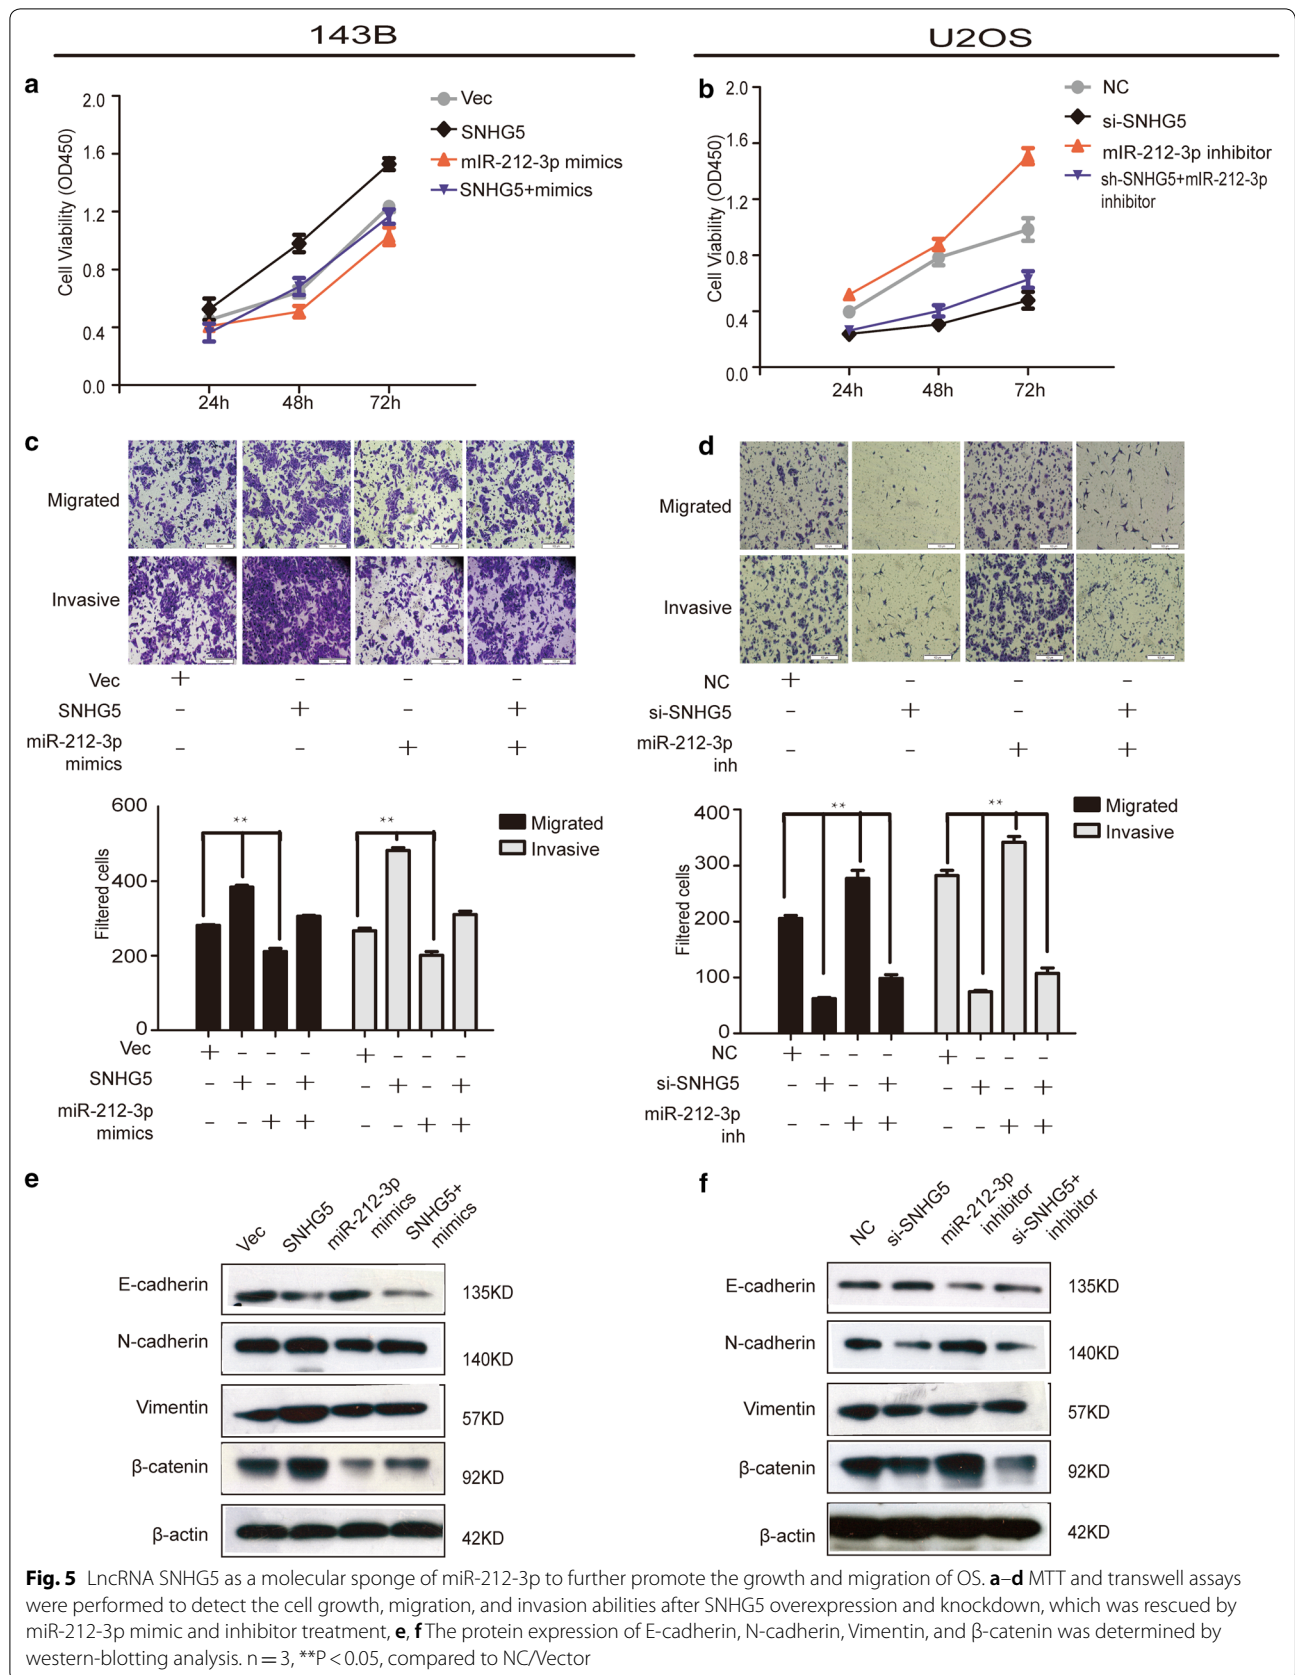 143B
U2OS
a
2.0
1.6
1.2
0.8
0.4
0.0
Cell Viability (OD450)
24h
48h
72h
Vec
SNHG5
mIR-212-3p mimics
SNHG5+mimics
b
2.0
1.6
1.2
0.8
0.4
0.0
Cell Viability (OD450)
24h
48h
72h
NC
si-SNHG5
mIR-212-3p inhibitor
sh-SNHG5+mIR-212-3p
inhibitor
c
Migrated
Invasive
Vec + - - -
SNHG5 - + - +
miR-212-3p - - + +
mimics
d
Migrated
Invasive
NC + - - -
si-SNHG5 - + - +
miR-212-3p - - + +
inh
600
400
200
0
Filtered cells
** **
Migrated
Invasive
Vec + - - - + - - -
SNHG5 - + - + - + - +
miR-212-3p - - + + - - + +
mimics
400
300
200
100
0
Filtered cells
** **
Migrated
Invasive
NC + - - - + - - -
si-SNHG5 - + - + - + - +
miR-212-3p - - + + - - + +
inh
e
Vec
SNHG5
miR-212-3p
mimics
SNHG5+
mimics
E-cadherin 135KD
N-cadherin 140KD
Vimentin 57KD
β-catenin 92KD
β-actin 42KD
f
NC
si-SNHG5
miR-212-3p
inhibitor
si-SNHG5+
inhibitor
E-cadherin 135KD
N-cadherin 140KD
Vimentin 57KD
β-catenin 92KD
β-actin 42KD
Fig. 5 LncRNA SNHG5 as a molecular sponge of miR-212-3p to further promote the growth and migration of OS. a–d MTT and transwell assays
were performed to detect the cell growth, migration, and invasion abilities after SNHG5 overexpression and knockdown, which was rescued by
miR-212-3p mimic and inhibitor treatment, e, f The protein expression of E-cadherin, N-cadherin, Vimentin, and β-catenin was determined by
western-blotting analysis. n = 3, **P < 0.05, compared to NC/Vector